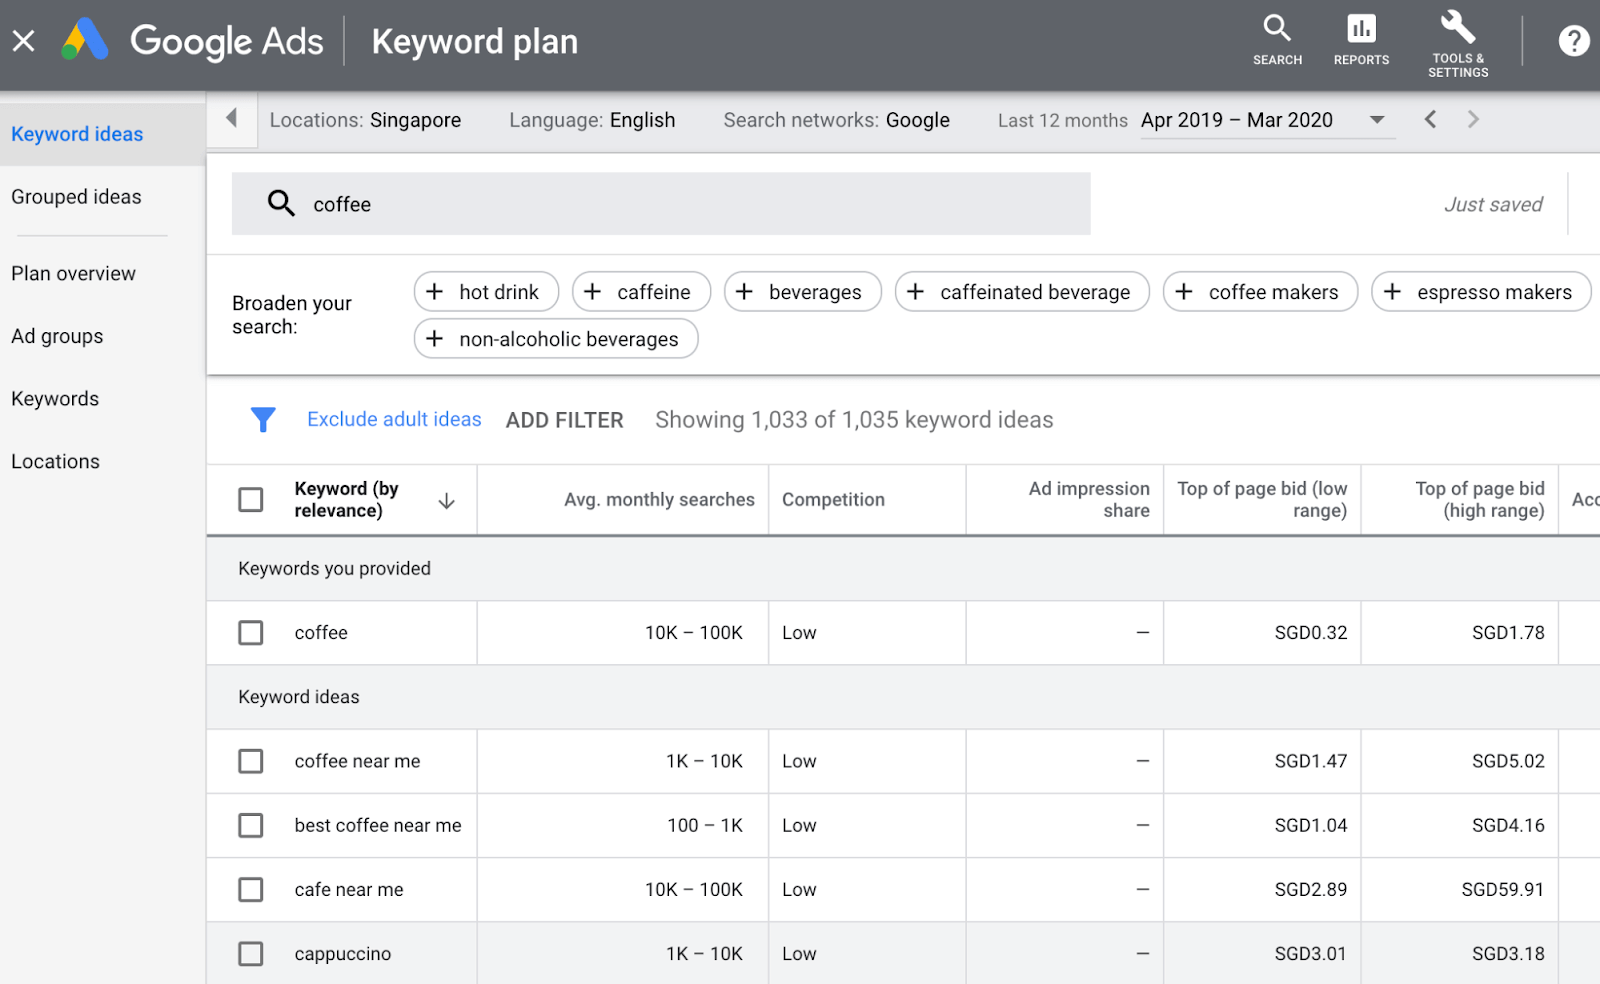 Google Ads Keyword plan
SEARCH
REPORTS
TOOLS &
SETTINGS
Keyword ideas
Grouped ideas
Plan overview
Ad groups
Keywords
Locations
Locations: Singapore Language: English Search networks: Google Last 12 months Apr 2019 – Mar 2020
coffee
Just saved
Broaden your
search:
+ hot drink + caffeine + beverages + caffeinated beverage + coffee makers + espresso makers
+ non-alcoholic beverages
Exclude adult ideas ADD FILTER Showing 1,033 of 1,035 keyword ideas
Keyword (by
relevance)
Avg. monthly searches
Competition
Ad impression
share
Top of page bid (low
range)
Top of page bid
(high range)
Acc
Keywords you provided
coffee 10K – 100K Low – SGD0.32 SGD1.78
Keyword ideas
coffee near me 1K – 10K Low – SGD1.47 SGD5.02
best coffee near me 100 – 1K Low – SGD1.04 SGD4.16
cafe near me 10K – 100K Low – SGD2.89 SGD59.91
cappuccino 1K – 10K Low – SGD3.01 SGD3.18